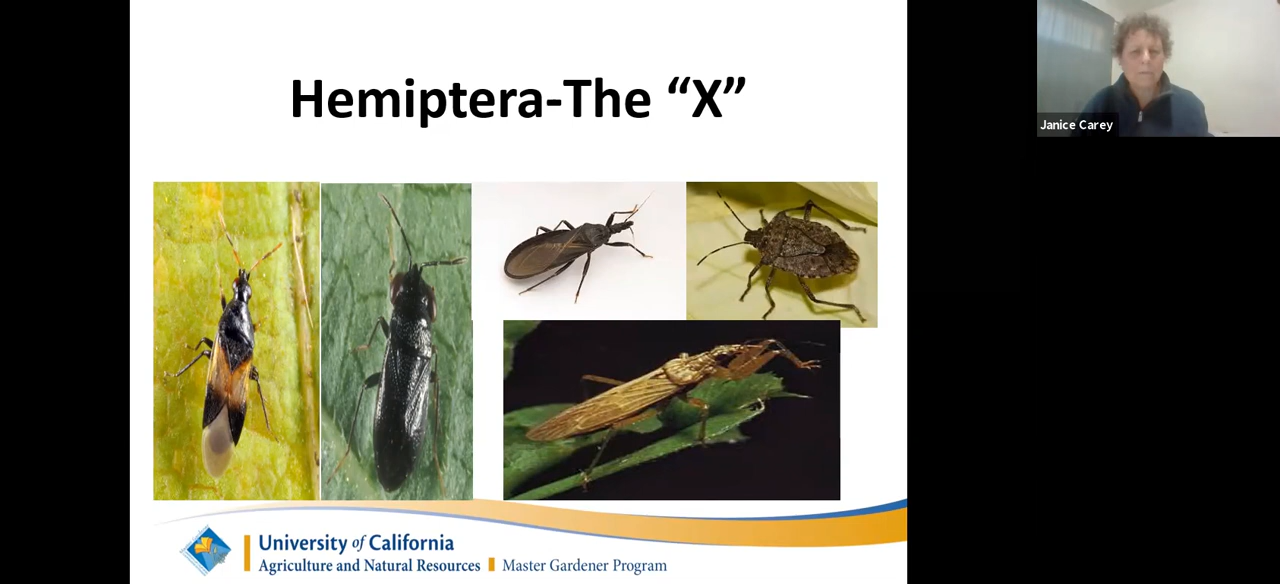 Hemiptera-The “X”
Janice Carey
University of California
Agriculture and Natural Resources Master Gardener Program